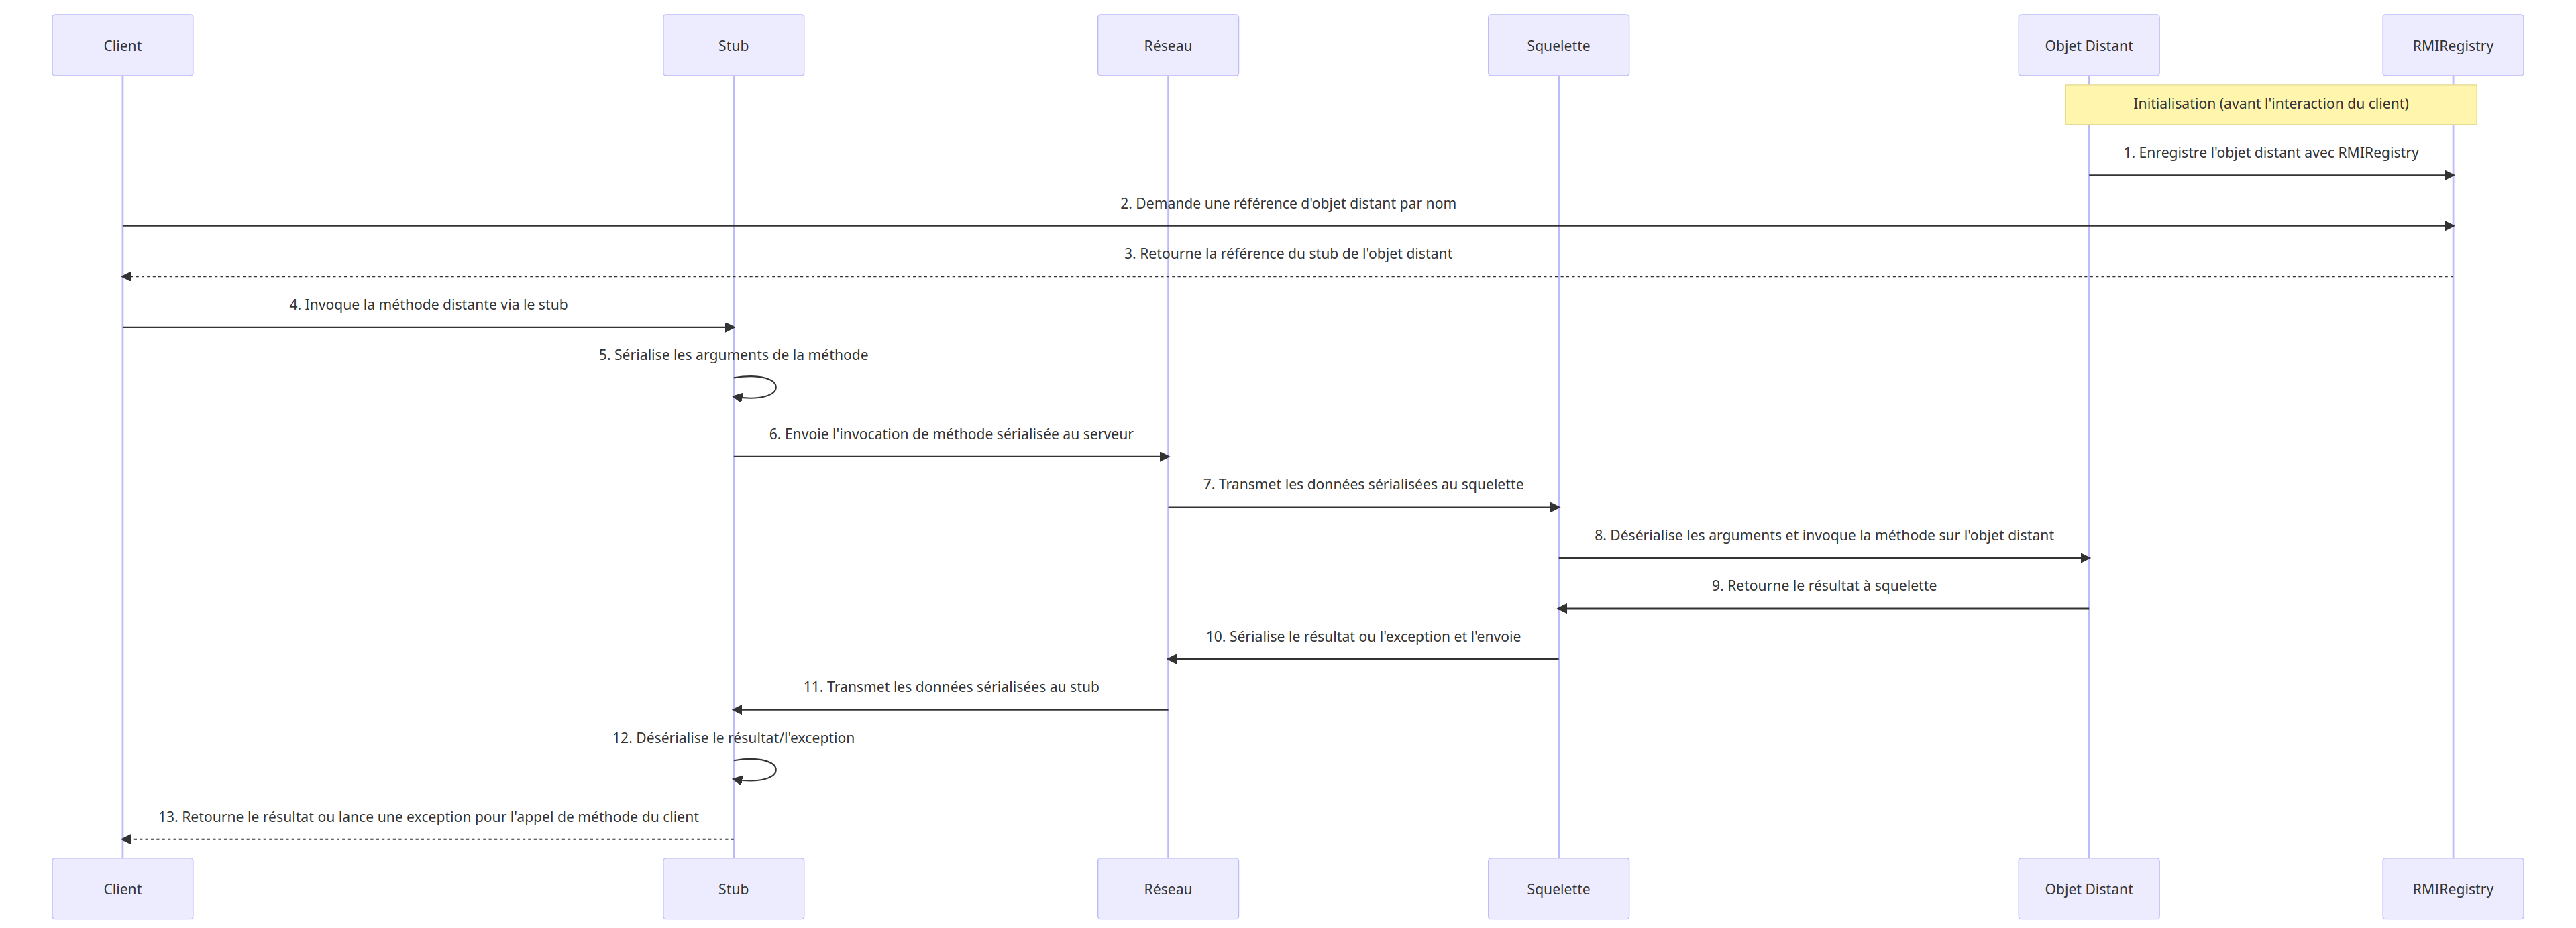 Client
Stub
Réseau
Squelette
Objet Distant
RMIRegistry
Initialisation (avant l'interaction du client)
1. Enregistre l'objet distant avec RMIRegistry
2. Demande une référence d'objet distant par nom
3. Retourne la référence du stub de l'objet distant
4. Invoque la méthode distante via le stub
5. Sérialise les arguments de la méthode
6. Envoie l'invocation de méthode sérialisée au serveur
7. Transmet les données sérialisées au squelette
8. Désérialise les arguments et invoque la méthode sur l'objet distant
9. Retourne le résultat à squelette
10. Sérialise le résultat ou l'exception et l'envoie
11. Transmet les données sérialisées au stub
12. Désérialise le résultat/l'exception
13. Retourne le résultat ou lance une exception pour l'appel de méthode du client
Client
Stub
Réseau
Squelette
Objet Distant
RMIRegistry